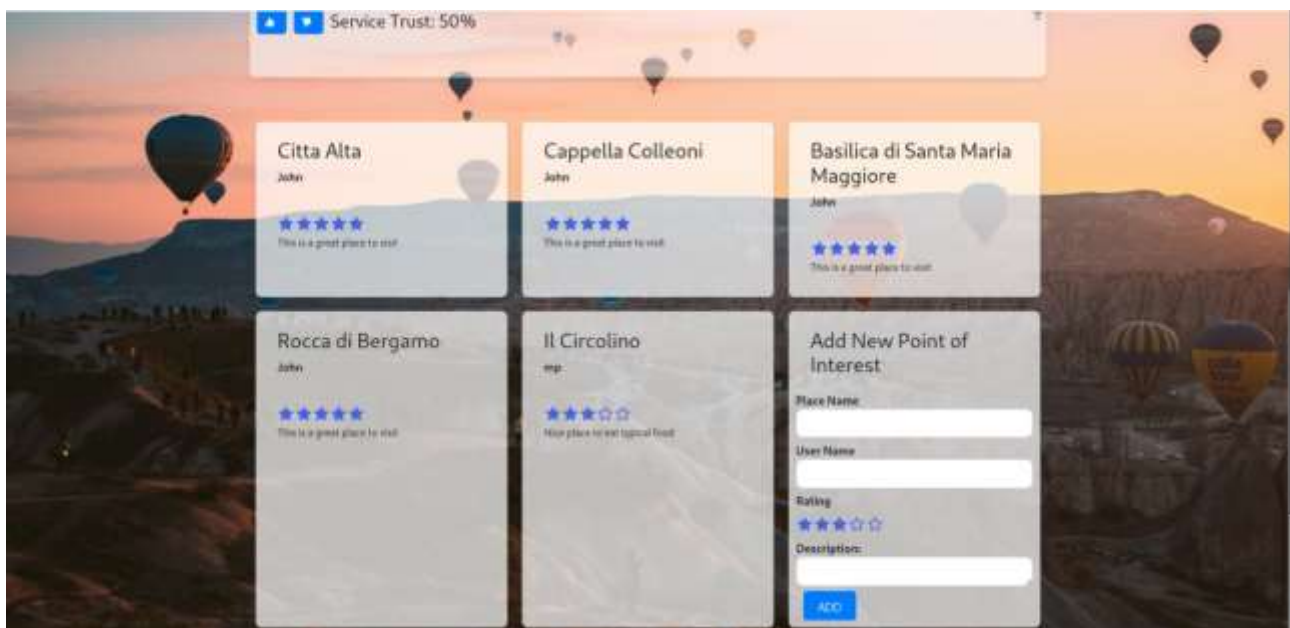 Service Trust: 50%
Citta Alta
John
This is a great place to visit
Cappella Colleoni
John
This is a great place to visit
Basilica di Santa Maria
Maggiore
John
This is a great place to visit
Rocca di Bergamo
John
This is a great place to visit
Il Circolino
mp
Nice place to eat typical food
Add New Point of
Interest
Place Name
User Name
Rating
Description:
ADD